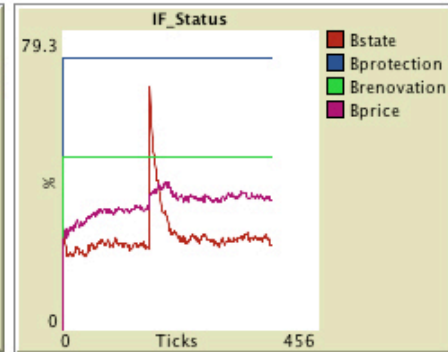 IF_Status
79.3
%
0
0 Ticks 456
Bstate
Bprotection
Brenovation
Bprice